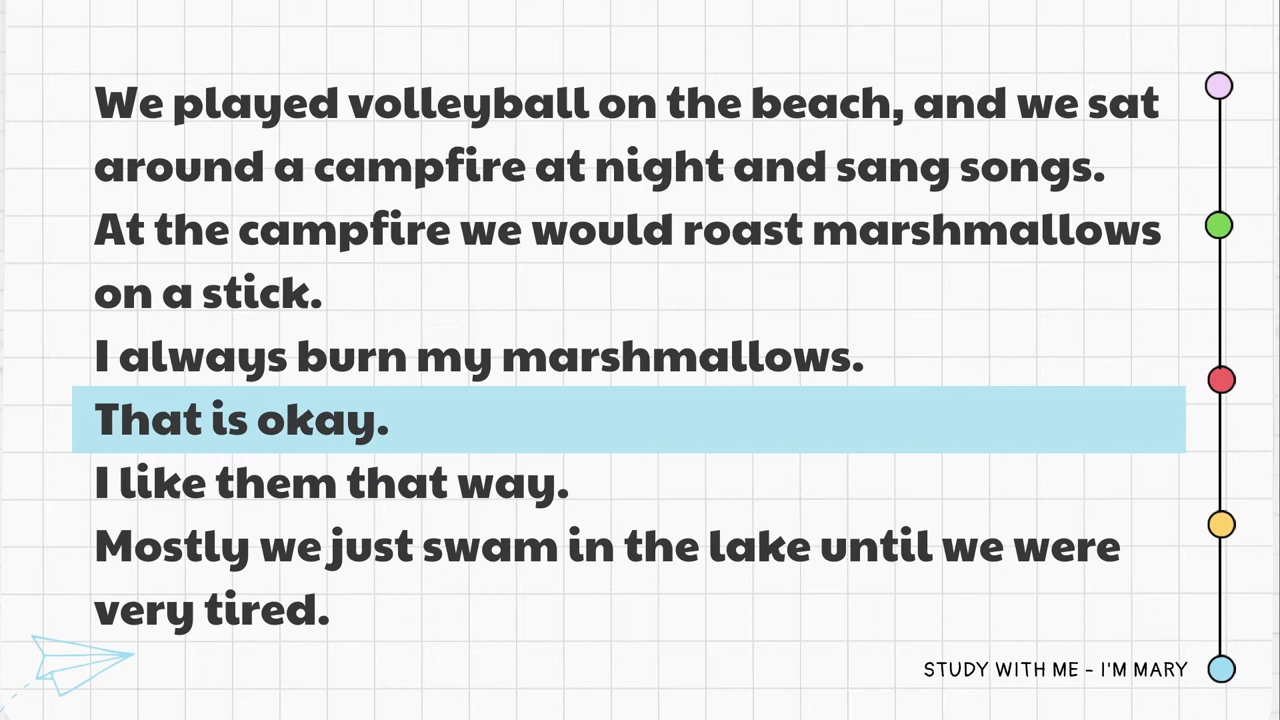 We played volleyball on the beach, and we sat
around a campfire at night and sang songs.
At the campfire we would roast marshmallows
on a stick.
I always burn my marshmallows.
That is okay.
I like them that way.
Mostly we just swam in the lake until we were
very tired.
STUDY WITH ME - I'M MARY